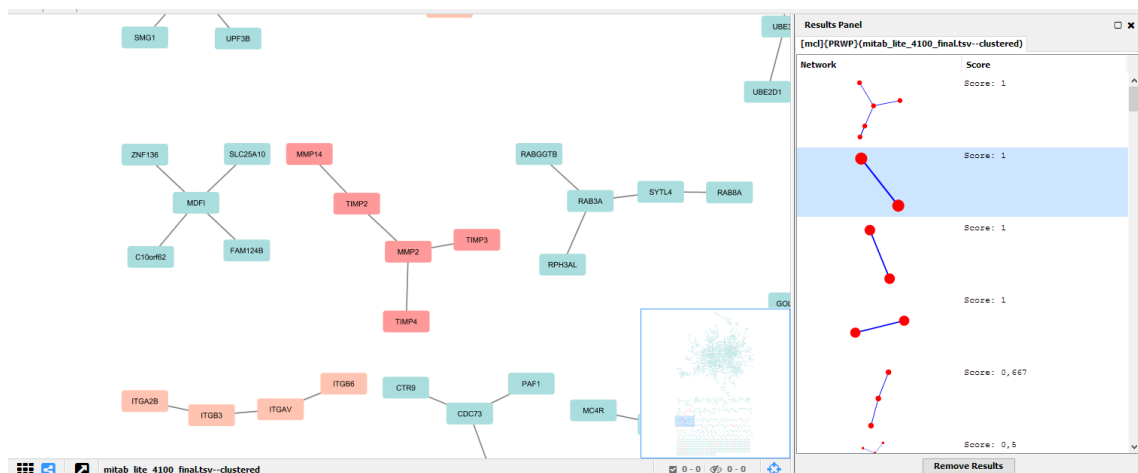 SMG1
UPF3B
UBE3
UBE2D1
ZNF136
SLC25A10
MMP14
RABGGTB
MDFI
TIMP2
RAB3A
SYTL4
RAB8A
C10orf62
FAM124B
MMP2
TIMP3
RPH3AL
TIMP4
GOL
ITGA2B
ITGB3
ITGAV
ITGB6
CTR9
PAF1
CDC73
MC4R
mitab_lite_4100_final.tsv--clustered
0 - 0
0 - 0
Results Panel
[mcl]{PRWP}(mitab_lite_4100_final.tsv--clustered)
Network Score
Score: 1
Score: 1
Score: 1
Score: 0,667
Score: 0,5
Remove Results